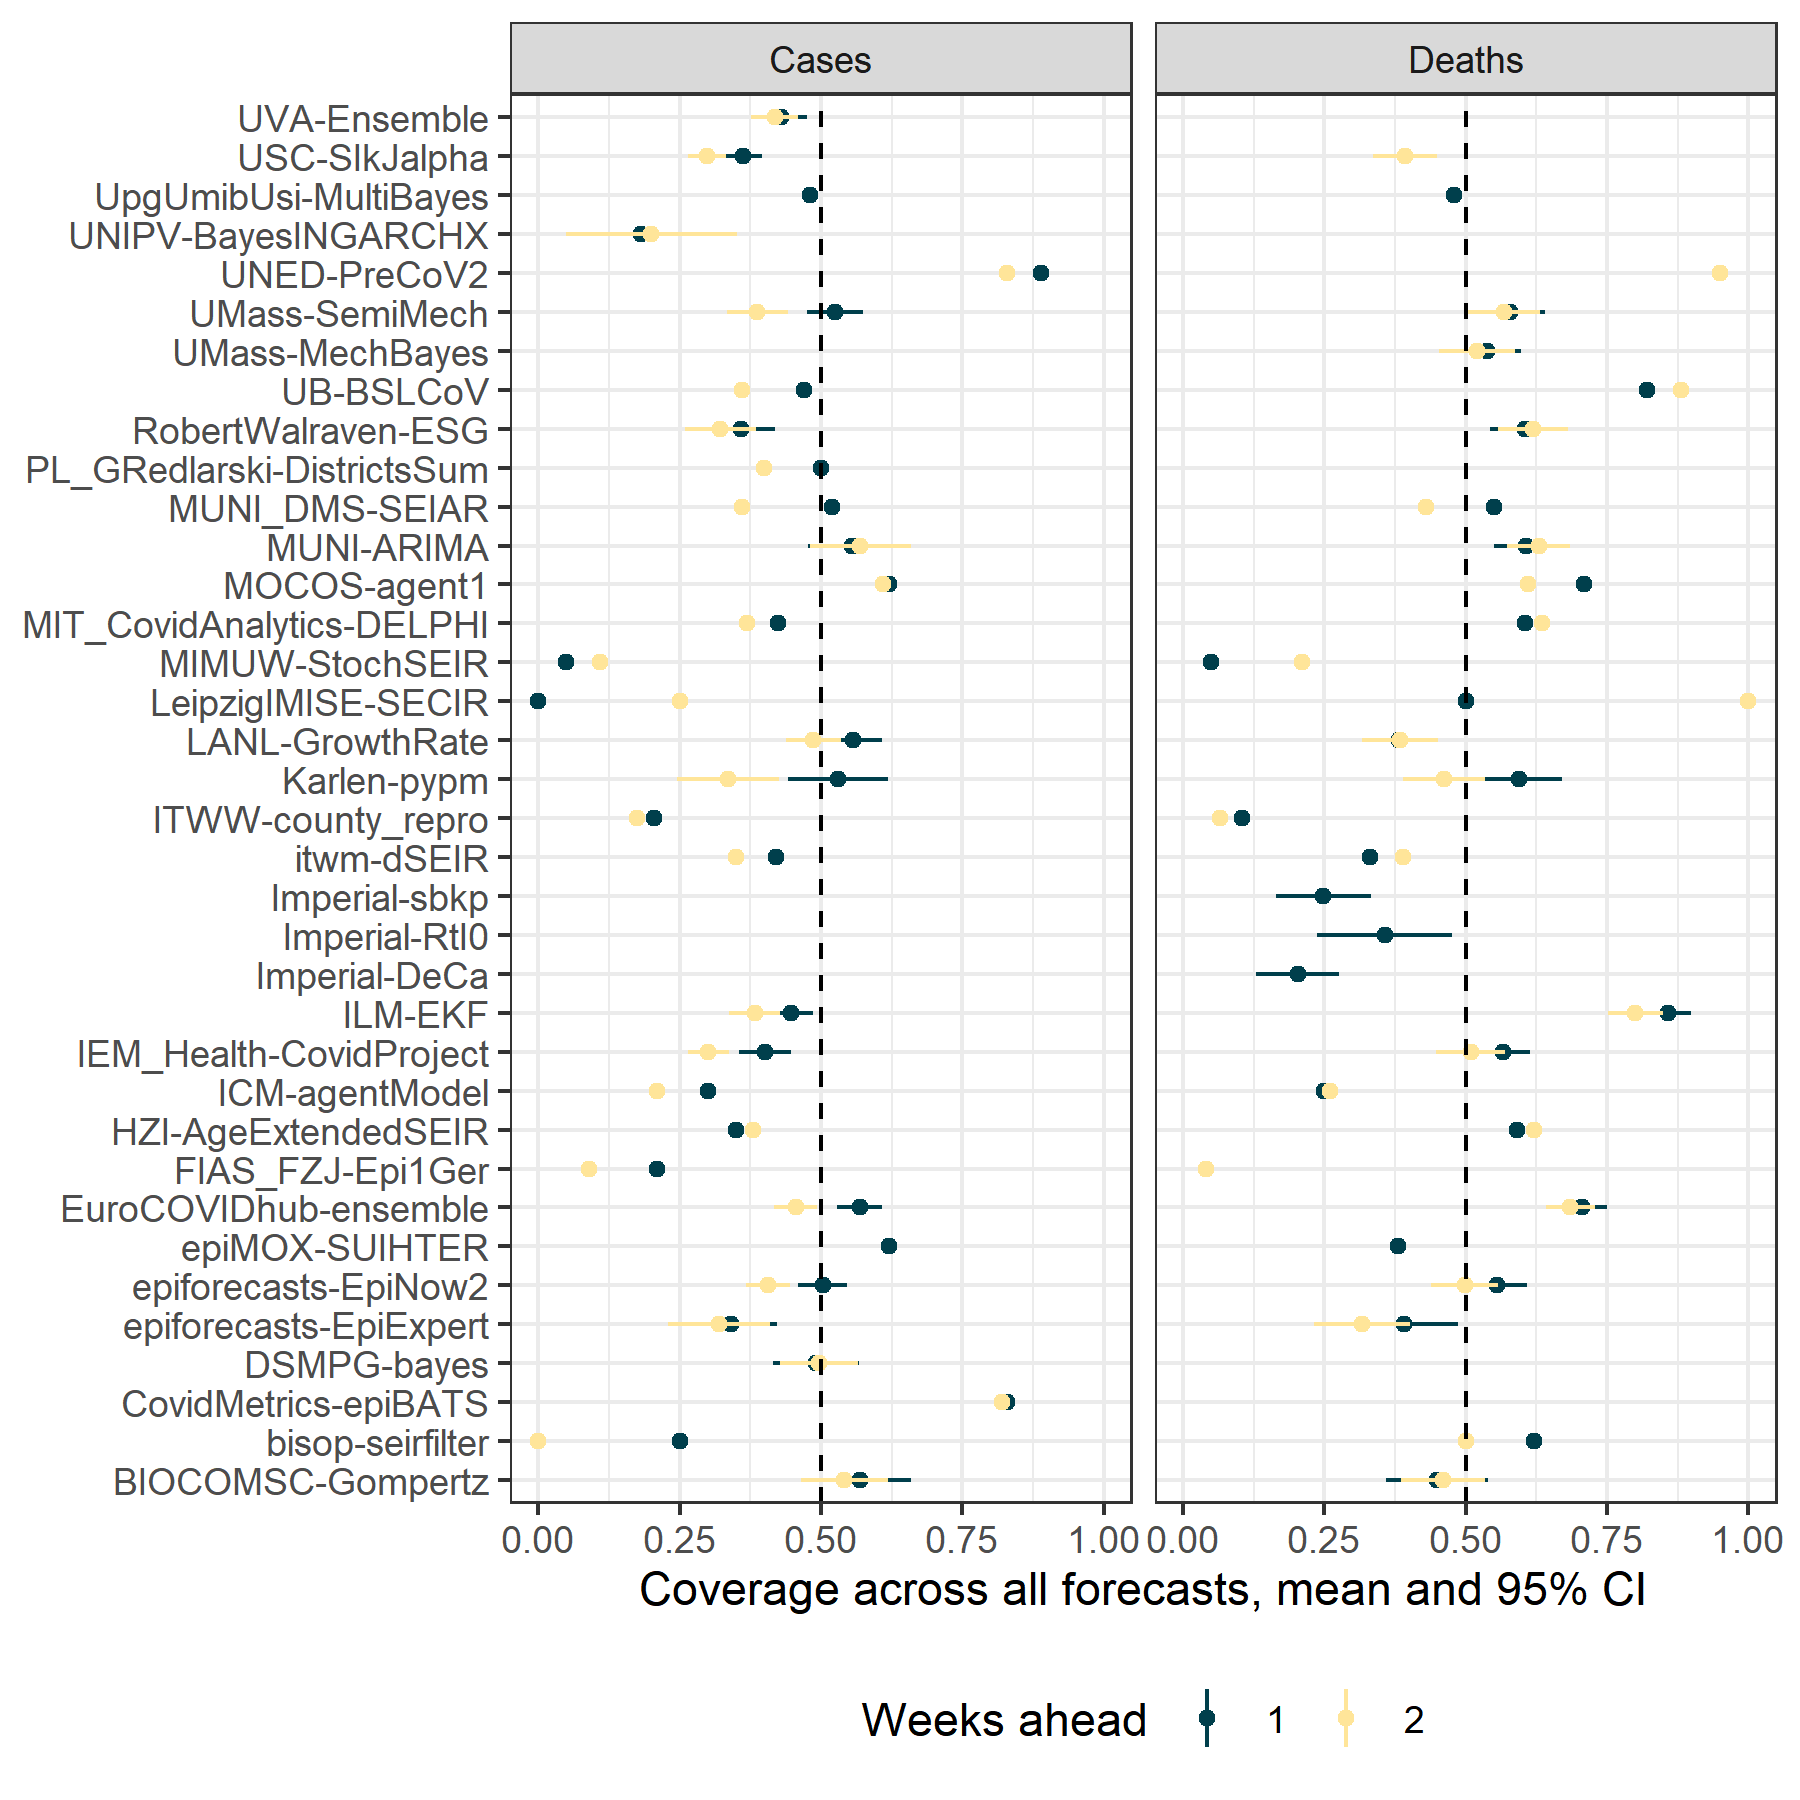 Cases Deaths
UVA-Ensemble
USC-SIkJalpha
UpgUmibUsi-MultiBayes
UNIPV-BayesINGARCHX
UNED-PreCoV2
UMass-SemiMech
UMass-MechBayes
UB-BSLCoV
RobertWalraven-ESG
PL_GRedlarski-DistrictsSum
MUNI_DMS-SEIAR
MUNI-ARIMA
MOCOS-agent1
MIT_CovidAnalytics-DELPHI
MIMUW-StochSEIR
LeipzigIMISE-SECIR
LANL-GrowthRate
Karlen-pypm
ITWW-county_repro
itwm-dSEIR
Imperial-sbkp
Imperial-RtI0
Imperial-DeCa
ILM-EKF
IEM_Health-CovidProject
ICM-agentModel
HZI-AgeExtendedSEIR
FIAS_FZJ-Epi1Ger
EuroCOVIDhub-ensemble
epiMOX-SUIHTER
epiforecasts-EpiNow2
epiforecasts-EpiExpert
DSMPG-bayes
CovidMetrics-epiBATS
bisop-seirfilter
BIOCOMSC-Gompertz
0.00 0.25 0.50 0.75 1.00 0.00 0.25 0.50 0.75 1.00
Coverage across all forecasts, mean and 95% CI
Weeks ahead 1 2